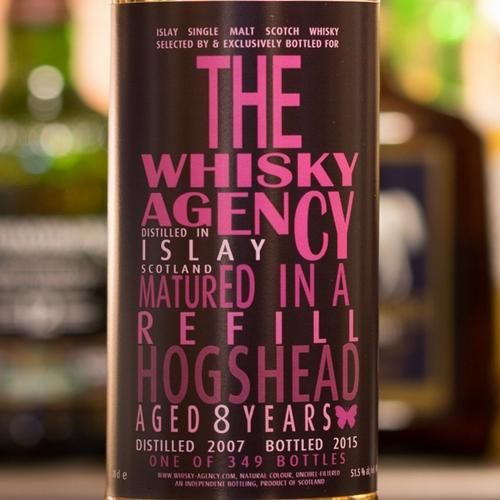 ISLAY SINGLE MALT SCOTCH WHISKY
SELECTED BY & EXCLUSIVELY BOTTLED FOR
THE
WHISKY
AGENCY
DISTILLED IN
ISLAY
SCOTLAND
MATURED IN A
REFILL
HOGSHEAD
AGED 8 YEARS
DISTILLED 2007 BOTTLED 2015
ONE OF 349 BOTTLES
WWW.WHISKY-AGENCY.COM, NATURAL COLOUR, UNCHILL-FILTERED
AN INDEPENDENT BOTTLING, PRODUCT OF SCOTLAND
51.5 %